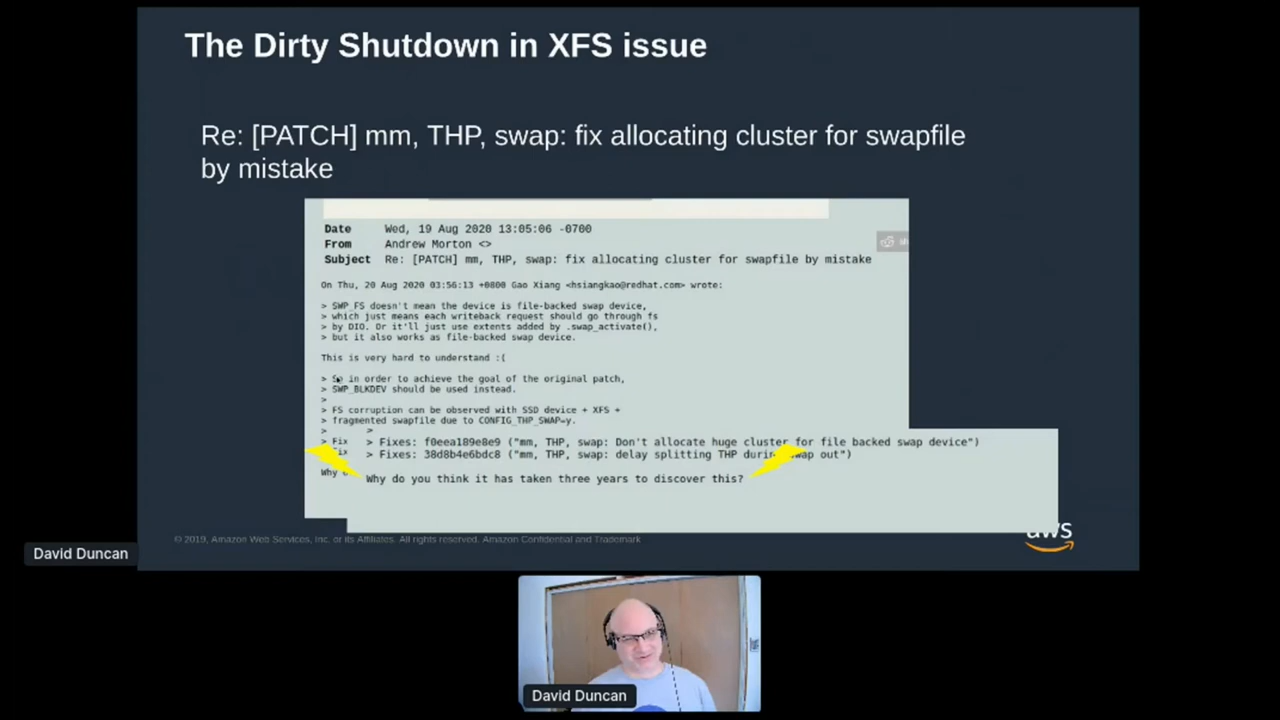 The Dirty Shutdown in XFS issue
Re: [PATCH] mm, THP, swap: fix allocating cluster for swapfile
by mistake
Date Wed, 19 Aug 2020 13:05:06 -0700
From Andrew Morton <>
Subject Re: [PATCH] mm, THP, swap: fix allocating cluster for swapfile by mistake
On Thu, 20 Aug 2020 03:56:13 +0800 Gao Xiang <hsiangkao@redhat.com> wrote:
> SWP_FS doesn't mean the device is file-backed swap device,
> which just means each writeback request should go through fs
> by DIO. Or it'll just use extents added by .swap_activate(),
> but it also works as file-backed swap device.
This is very hard to understand :(
> So in order to achieve the goal of the original patch,
> SWP_BLKDEV should be used instead.
>
> FS corruption can be observed with SSD device + XFS +
> fragmented swapfile due to CONFIG_THP_SWAP=y.
> >
> Fix > Fixes: f0eea189e8e9 ("mm, THP, swap: Don't allocate huge cluster for file backed swap device")
> Fixes: 38d8b4e6bdc8 ("mm, THP, swap: delay splitting THP during swap out")
Why Why do you think it has taken three years to discover this?
© 2019, Amazon Web Services, Inc. or its Affiliates. All rights reserved. Amazon Confidential and Trademark
aws
David Duncan
David Duncan